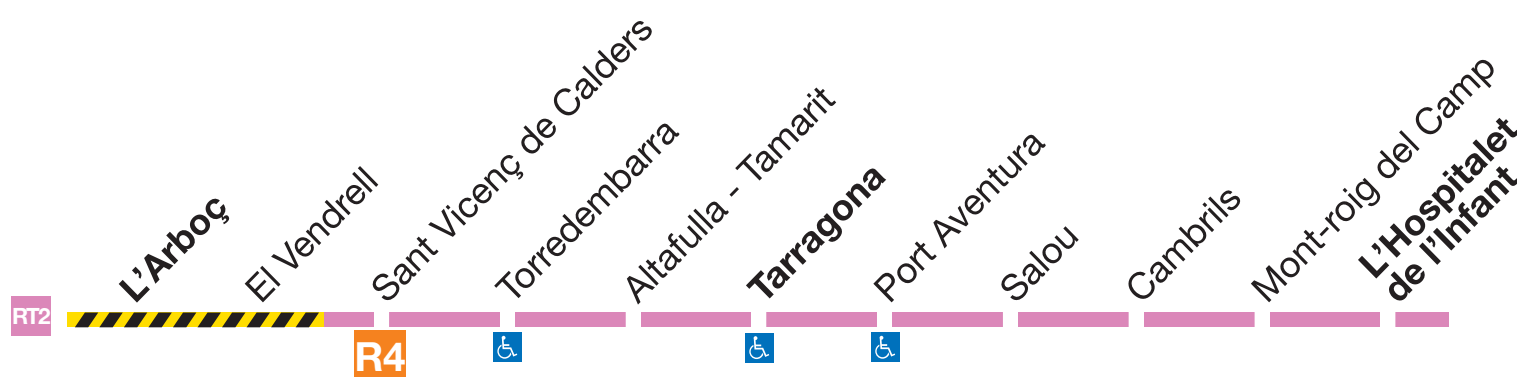 RT2
L'Arboç
El Vendrell
Sant Vicenç de Calders
R4
Torredembarra
Altafulla - Tamarit
Tarragona
Port Aventura
Salou
Cambrils
Mont-roig del Camp
L'Hospitalet
de l'Infant